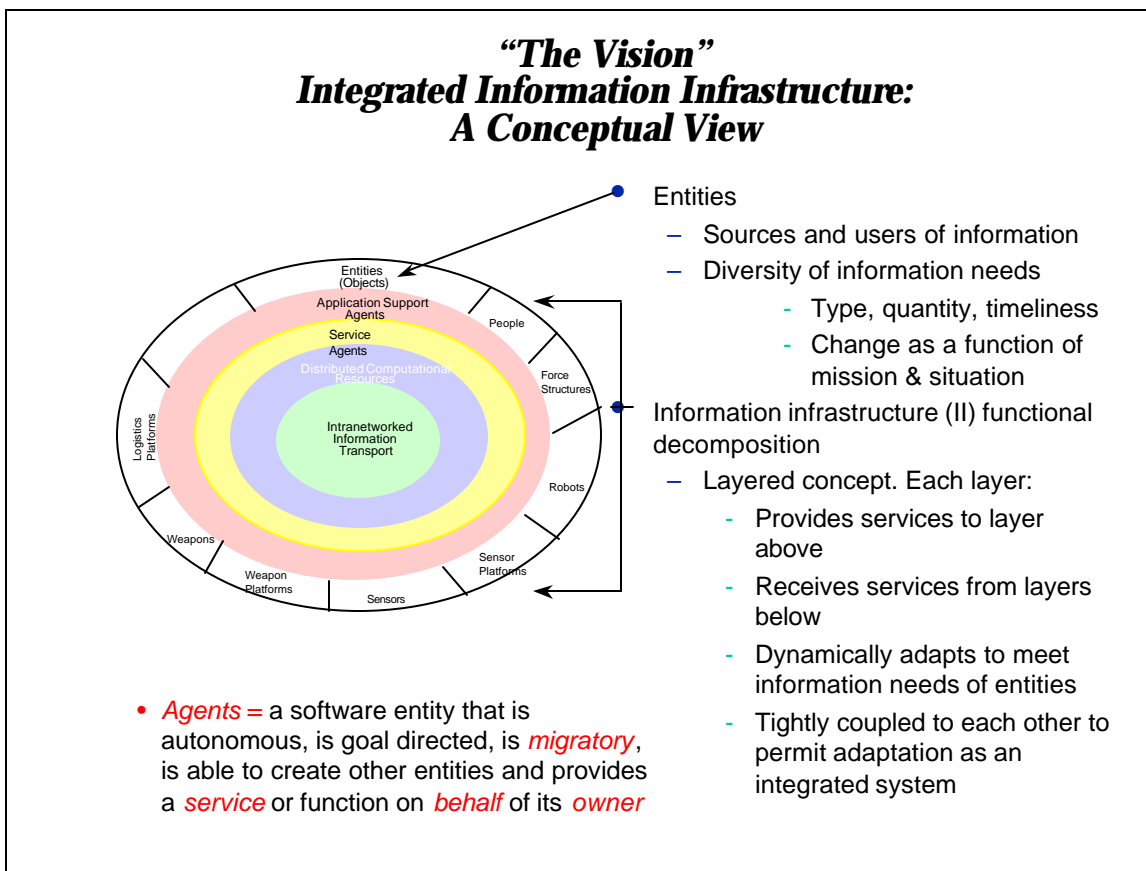 “The Vision”
Integrated Information Infrastructure:
A Conceptual View
Entities
(Objects)
Application Support
Agents
Service
Agents
Distributed Computational
Resources
Intranetworked
Information
Transport
People
Force
Structures
Robots
Sensor
Platforms
Sensors
Weapon
Platforms
Weapons
Logistics
Platforms
• Entities
– Sources and users of information
– Diversity of information needs
- Type, quantity, timeliness
- Change as a function of
mission & situation
• Information infrastructure (II) functional
decomposition
– Layered concept. Each layer:
- Provides services to layer
above
- Receives services from layers
below
- Dynamically adapts to meet
information needs of entities
- Tightly coupled to each other to
permit adaptation as an
integrated system
• Agents = a software entity that is
autonomous, is goal directed, is migratory,
is able to create other entities and provides
a service or function on behalf of its owner